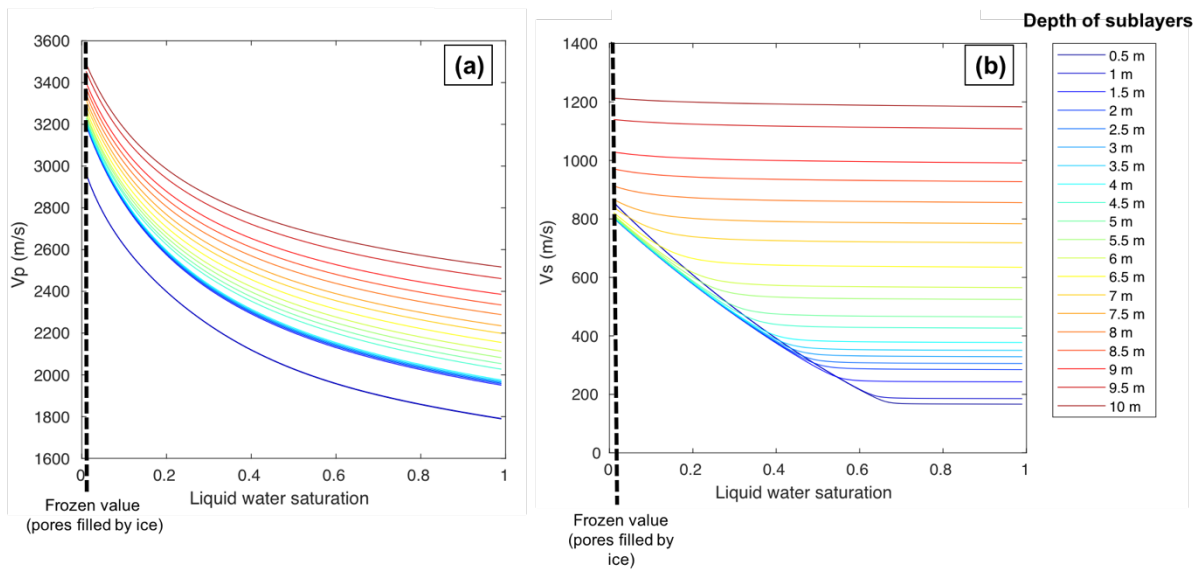 (a)
3600
3400
3200
3000
2800
2600
2400
2200
2000
1800
1600
Vp (m/s)
0
0.2
0.4
0.6
0.8
1
Liquid water saturation
Frozen value
(pores filled by ice)
(b)
1400
1200
1000
800
600
400
200
0
Vs (m/s)
0
0.2
0.4
0.6
0.8
1
Liquid water saturation
Frozen value
(pores filled by
ice)
Depth of sublayers
0.5 m
1 m
1.5 m
2 m
2.5 m
3 m
3.5 m
4 m
4.5 m
5 m
5.5 m
6 m
6.5 m
7 m
7.5 m
8 m
8.5 m
9 m
9.5 m
10 m